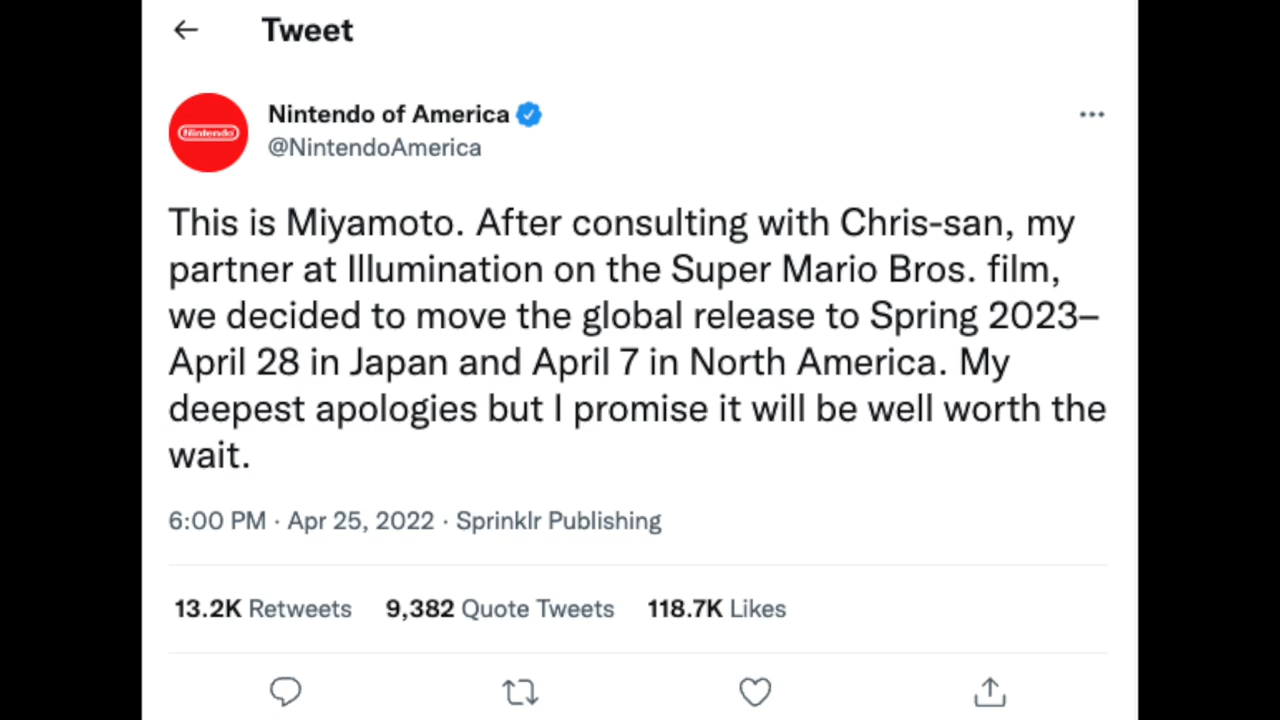 Tweet
Nintendo
Nintendo of America
@NintendoAmerica
This is Miyamoto. After consulting with Chris-san, my
partner at Illumination on the Super Mario Bros. film,
we decided to move the global release to Spring 2023–
April 28 in Japan and April 7 in North America. My
deepest apologies but I promise it will be well worth the
wait.
6:00 PM · Apr 25, 2022 · Sprinklr Publishing
13.2K Retweets 9,382 Quote Tweets 118.7K Likes